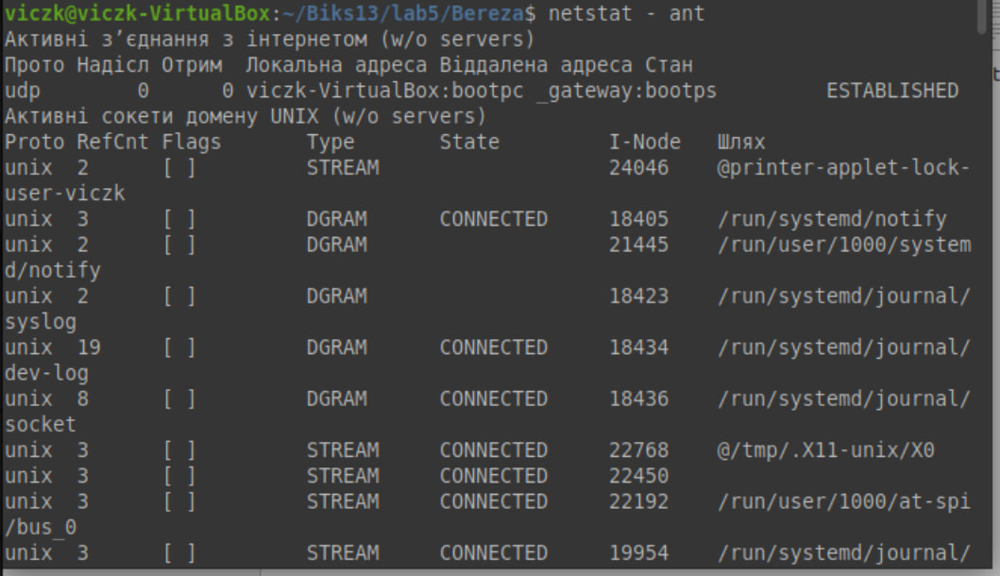 viczk@viczk-VirtualBox:~/Biks13/lab5/Bereza$ netstat - ant
Активні з’єднання з інтернетом (w/o servers)
Прото Надісл Отрим  Локальна адреса Віддалена адреса Стан
udp        0      0 viczk-VirtualBox:bootpc _gateway:bootps         ESTABLISHED
Активні сокети домену UNIX (w/o servers)
Proto RefCnt Flags       Type       State         I-Node   Шлях
unix  2      [ ]         STREAM                   24046    @printer-applet-lock-
user-viczk
unix  3      [ ]         DGRAM      CONNECTED     18405    /run/systemd/notify
unix  2      [ ]         DGRAM                    21445    /run/user/1000/system
d/notify
unix  2      [ ]         DGRAM                    18423    /run/systemd/journal/
syslog
unix  19     [ ]         DGRAM      CONNECTED     18434    /run/systemd/journal/
dev-log
unix  8      [ ]         DGRAM      CONNECTED     18436    /run/systemd/journal/
socket
unix  3      [ ]         STREAM     CONNECTED     22768    @/tmp/.X11-unix/X0
unix  3      [ ]         STREAM     CONNECTED     22450
unix  3      [ ]         STREAM     CONNECTED     22192    /run/user/1000/at-spi
/bus_0
unix  3      [ ]         STREAM     CONNECTED     19954    /run/systemd/journal/